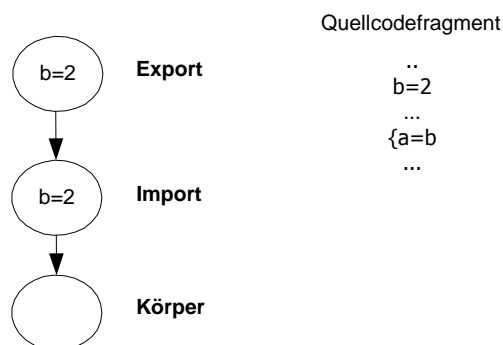 Quellcodefragment
b=2
Export
..
b=2
...
{a=b
...
b=2
Import
Körper